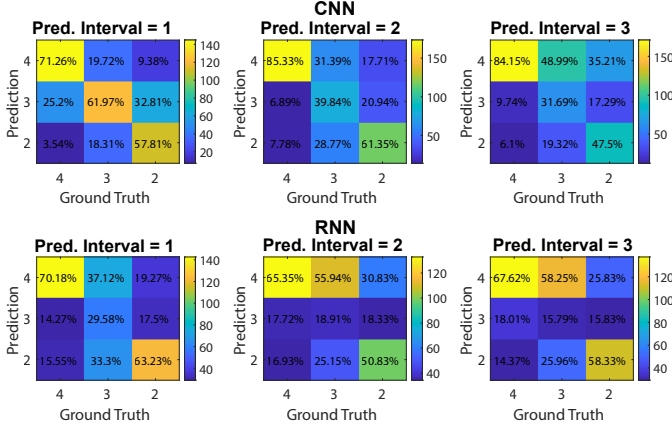 CNN
Pred. Interval = 1
Pred. Interval = 2
Pred. Interval = 3
4 71.26% 19.72% 9.38% 140
120
100
Prediction 3 25.2% 61.97% 32.81% 80
60
40
2 3.54% 18.31% 57.81% 20
4 3 2
Ground Truth
4 85.33% 31.39% 17.71%
150
Prediction 3 6.89% 39.84% 20.94% 100
2 7.78% 28.77% 61.35% 50
4 3 2
Ground Truth
4 84.15% 48.99% 35.21%
150
Prediction 3 9.74% 31.69% 17.29% 100
2 6.1% 19.32% 47.5% 50
4 3 2
Ground Truth
RNN
Pred. Interval = 1
Pred. Interval = 2
Pred. Interval = 3
4 70.18% 37.12% 19.27% 140
120
100
Prediction 3 14.27% 29.58% 17.5% 80
60
2 15.55% 33.3% 63.23% 40
4 3 2
Ground Truth
4 65.35% 55.94% 30.83% 120
100
Prediction 3 17.72% 18.91% 18.33% 80
60
2 16.93% 25.15% 50.83% 40
4 3 2
Ground Truth
4 67.62% 58.25% 25.83% 120
100
Prediction 3 18.01% 15.79% 15.83% 80
60
2 14.37% 25.96% 58.33% 40
4 3 2
Ground Truth